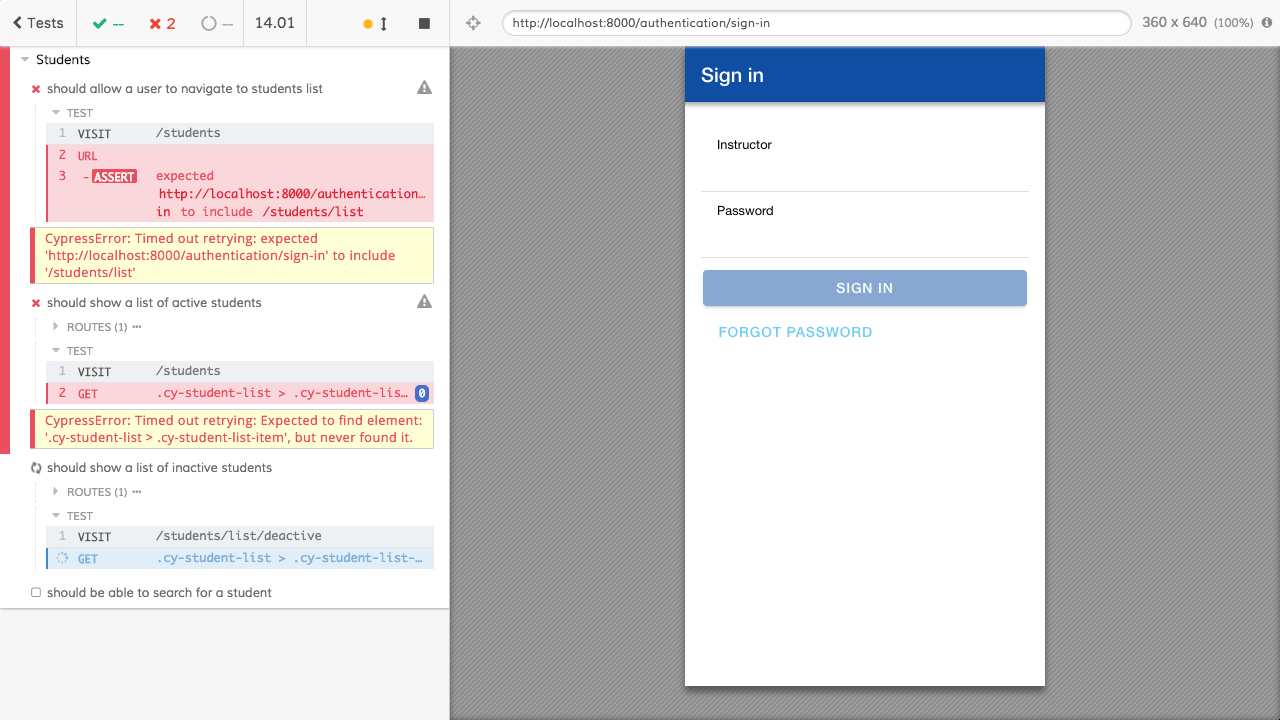 Tests
--
2
--
14.01
http://localhost:8000/authentication/sign-in
360 x 640 (100%)
Students
should allow a user to navigate to students list
TEST
1 VISIT /students
2 URL
3 - ASSERT expected
http://localhost:8000/authentication…
in to include /students/list
CypressError: Timed out retrying: expected
'http://localhost:8000/authentication/sign-in' to include
'/students/list'
should show a list of active students
ROUTES (1) •••
TEST
1 VISIT /students
2 GET .cy-student-list > .cy-student-lis… 0
CypressError: Timed out retrying: Expected to find element:
'.cy-student-list > .cy-student-list-item', but never found it.
should show a list of inactive students
ROUTES (1) •••
TEST
1 VISIT /students/list/deactive
GET .cy-student-list > .cy-student-list-…
should be able to search for a student
Sign in
Instructor
Password
SIGN IN
FORGOT PASSWORD